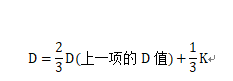 D = 2/3 D(上一项的 D 值) + 1/3 K↵